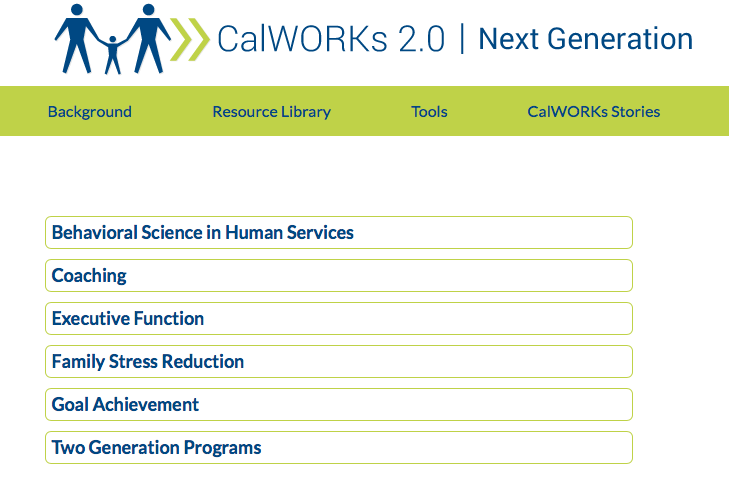 CalWORKs 2.0 | Next Generation
Background Resource Library Tools CalWORKs Stories
Behavioral Science in Human Services
Coaching
Executive Function
Family Stress Reduction
Goal Achievement
Two Generation Programs